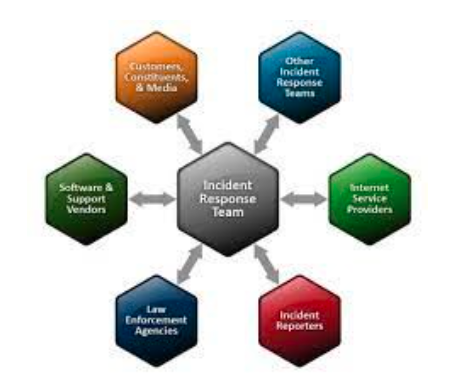 Customers,
Constituents,
& Media
Other
Incident
Response
Teams
Software &
Support
Vendors
Incident
Response
Team
Internet
Service
Providers
Law
Enforcement
Agencies
Incident
Reporters